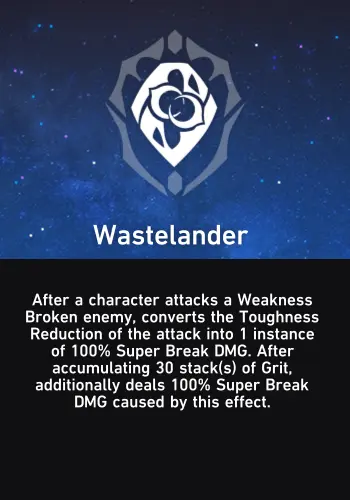 Wastelander
After a character attacks a Weakness
Broken enemy, converts the Toughness
Reduction of the attack into 1 instance
of 100% Super Break DMG. After
accumulating 30 stack(s) of Grit,
additionally deals 100% Super Break
DMG caused by this effect.